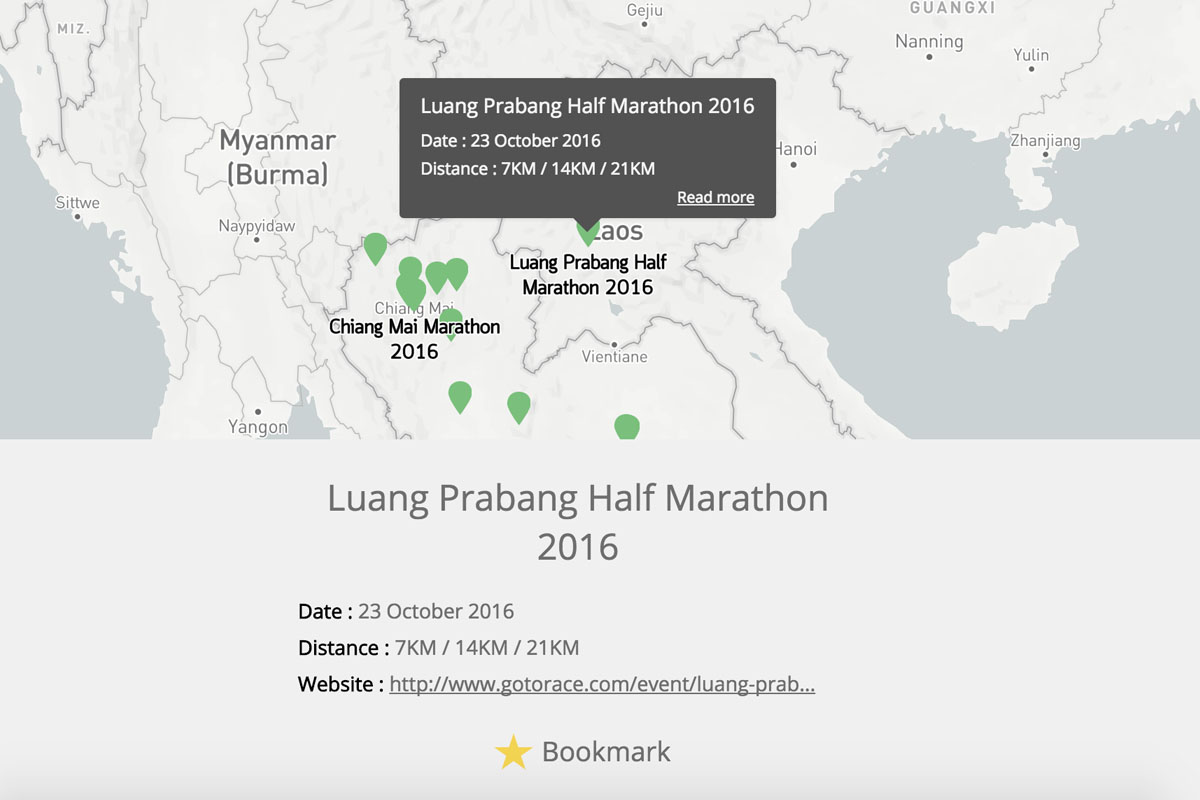 Gejiu
GUANGXI
MIZ.
Nanning
Yulin
Luang Prabang Half Marathon 2016
Date : 23 October 2016
Distance : 7KM / 14KM / 21KM
Read more
Myanmar
(Burma)
Hanoi
Zhanjiang
Sittwe
Naypyidaw
Laos
Luang Prabang Half
Marathon 2016
Chiang Mai
Chiang Mai Marathon
2016
Vientiane
Yangon
Luang Prabang Half Marathon
2016
Date : 23 October 2016
Distance : 7KM / 14KM / 21KM
Website : http://www.gotorace.com/event/luang-prab...
Bookmark